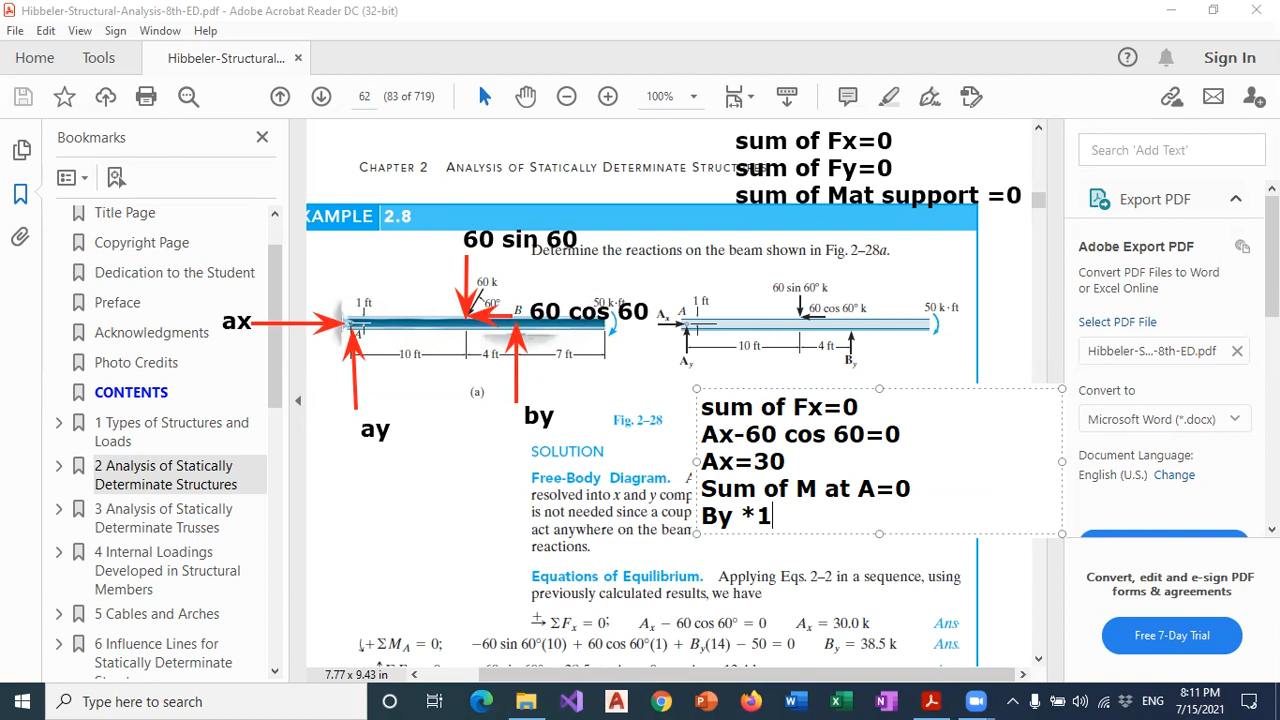 Hibbeler-Structural-Analysis-8th-ED.pdf - Adobe Acrobat Reader DC (32-bit)
File Edit View Sign Window Help
Home Tools Hibbeler-Structural... Sign In
62 (83 of 719) 100%
Bookmarks
Title Page
Copyright Page
Dedication to the Student
Preface
Acknowledgments
Photo Credits
CONTENTS
1 Types of Structures and
Loads
2 Analysis of Statically
Determinate Structures
3 Analysis of Statically
Determinate Trusses
4 Internal Loadings
Developed in Structural
Members
5 Cables and Arches
6 Influence Lines for
Statically Determinate
sum of Fx=0
sum of Fy=0
sum of Mat support =0
CHAPTER 2 ANALYSIS OF STATICALLY DETERMINATE STRUCTURES
EXAMPLE 2.8
Determine the reactions on the beam shown in Fig. 2–28a.
60 sin 60
60 k
60°
1 ft
B
60 cos 60
50 k·ft
ax
A
10 ft 4 ft 7 ft
(a)
ay
by
60 sin 60° k
1 ft
A
60 cos 60° k
50 k·ft
Ax
10 ft 4 ft
Ay
By
Fig. 2–28
sum of Fx=0
Ax-60 cos 60=0
Ax=30
Sum of M at A=0
By *1
SOLUTION
Free-Body Diagram.
resolved into x and y comp
is not needed since a coup
act anywhere on the beam
reactions.
Equations of Equilibrium. Applying Eqs. 2–2 in a sequence, using
previously calculated results, we have
ΣFx = 0; Ax − 60 cos 60° = 0 Ax = 30.0 k Ans.
+ΣMA = 0; −60 sin 60°(10) + 60 cos 60°(1) + By(14) − 50 = 0 By = 38.5 k Ans.
7.77 x 9.43 in
Search 'Add Text'
Export PDF
Adobe Export PDF
Convert PDF Files to Word
or Excel Online
Select PDF File
Hibbeler-S...-8th-ED.pdf
Convert to
Microsoft Word (*.docx)
Document Language:
English (U.S.) Change
Convert, edit and e-sign PDF
forms & agreements
Free 7-Day Trial
Type here to search
ENG
8:11 PM
7/15/2021